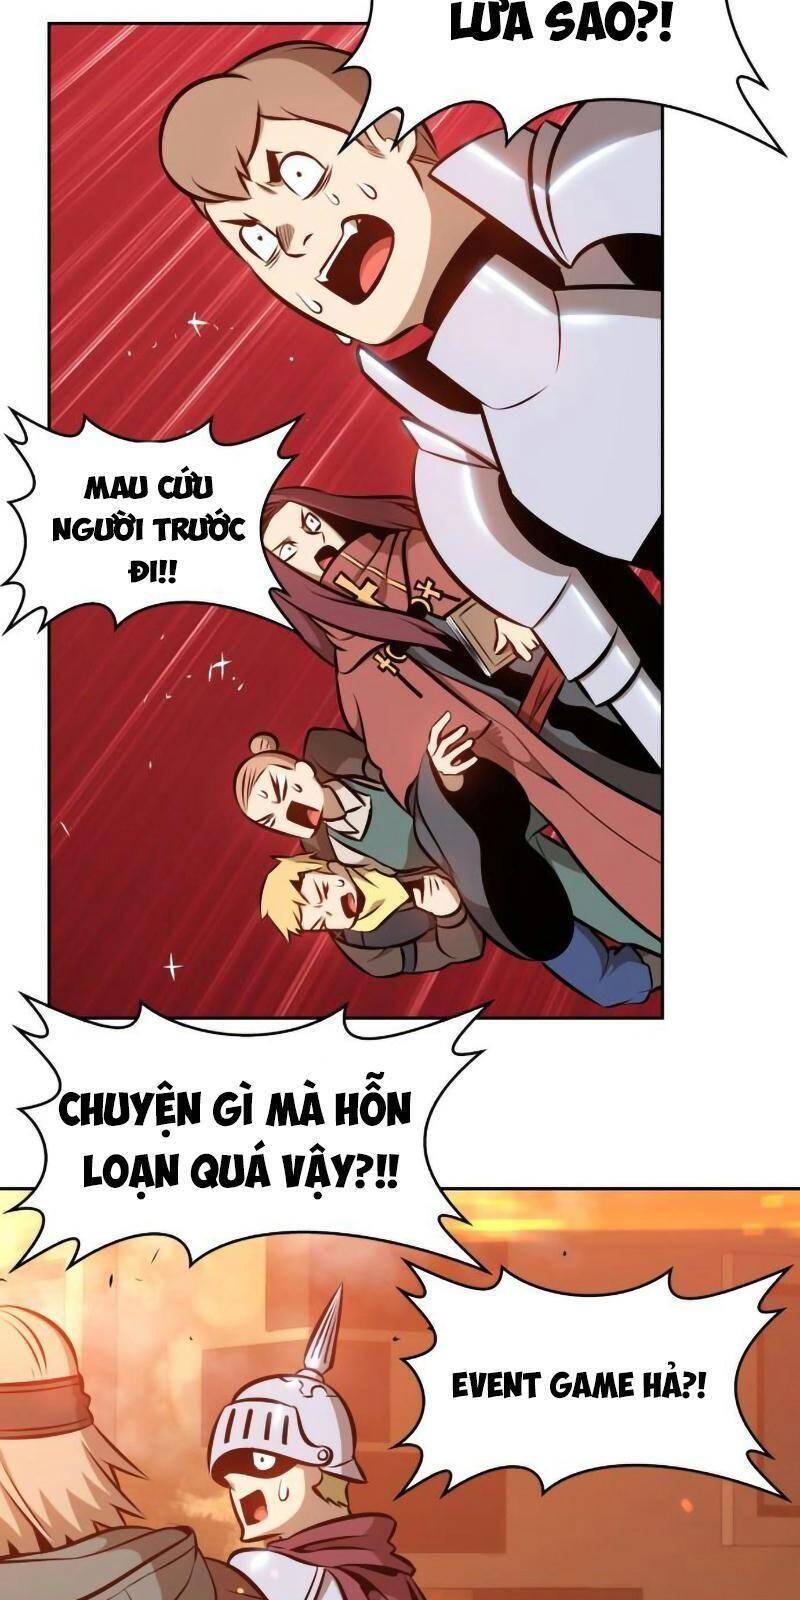 LỬA SAO?!
MAU CỨU
NGƯỜI TRƯỚC
ĐI!!
CHUYỆN GÌ MÀ HỖN
LOẠN QUÁ VẬY?!!
EVENT GAME HẢ?!